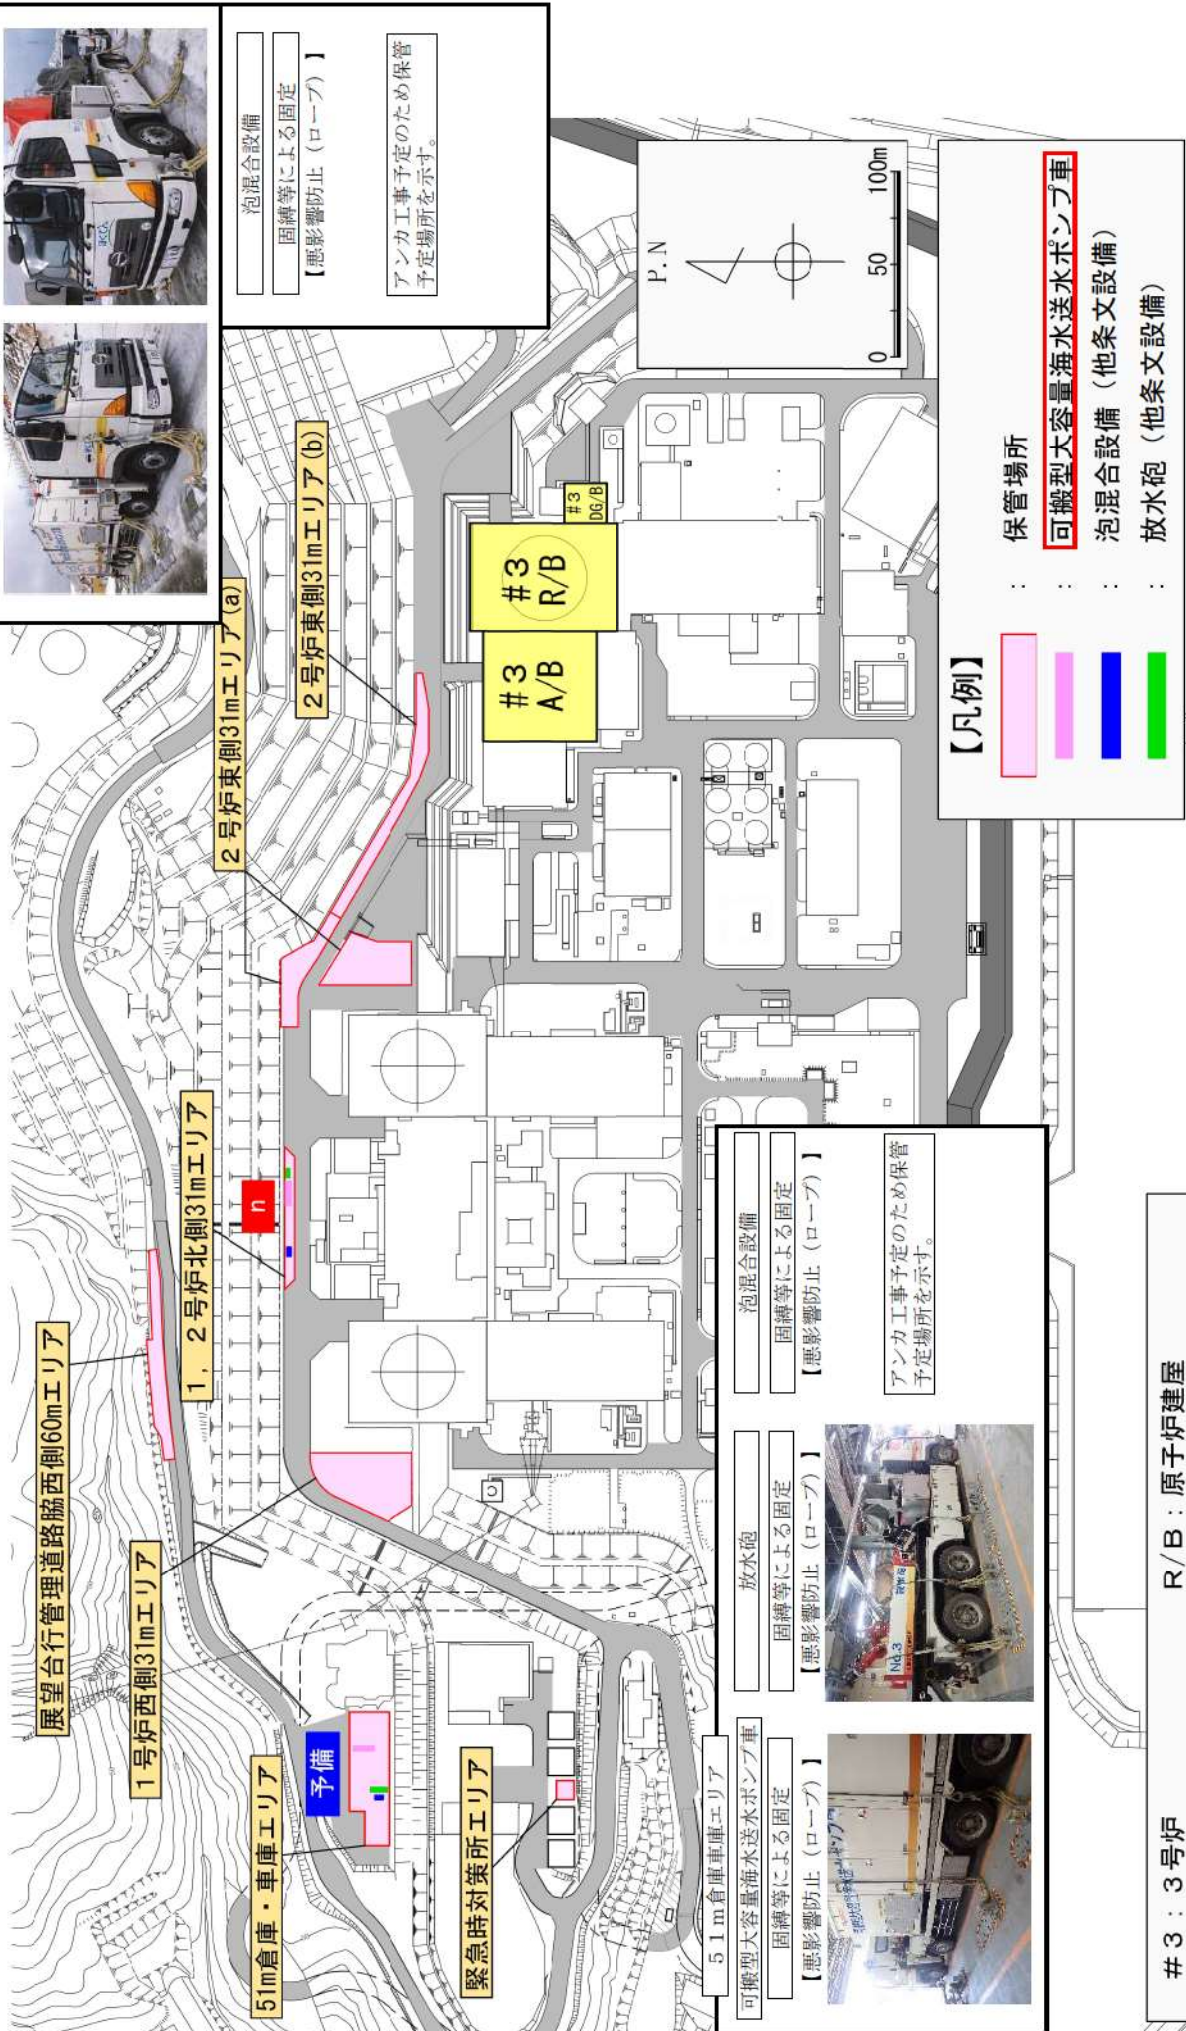 泡混合設備
固縛等による固定
【悪影響防止(ロープ)】
アンカ工事予定のため保管
予定場所を示す。
展望台行管理道路脇西側60mエリア
1号炉西側31mエリア
51m倉庫・車庫エリア
予備
緊急時対策所エリア
1,2号炉北側31mエリア
n
2号炉東側31mエリア(a)
2号炉東側31mエリア(b)
#3
A/B
#3
R/B
#3
DG/B
P.N
0 50 100m
【凡例】
: 保管場所
: 可搬型大容量海水送水ポンプ車
: 泡混合設備(他条文設備)
: 放水砲(他条文設備)
51m倉庫車庫エリア
可搬型大容量海水送水ポンプ車
固縛等による固定
【悪影響防止(ロープ)】
放水砲
固縛等による固定
【悪影響防止(ロープ)】
No.3
泡混合設備
固縛等による固定
【悪影響防止(ロープ)】
アンカ工事予定のため保管
予定場所を示す。
#3:3号炉 R/B:原子炉建屋